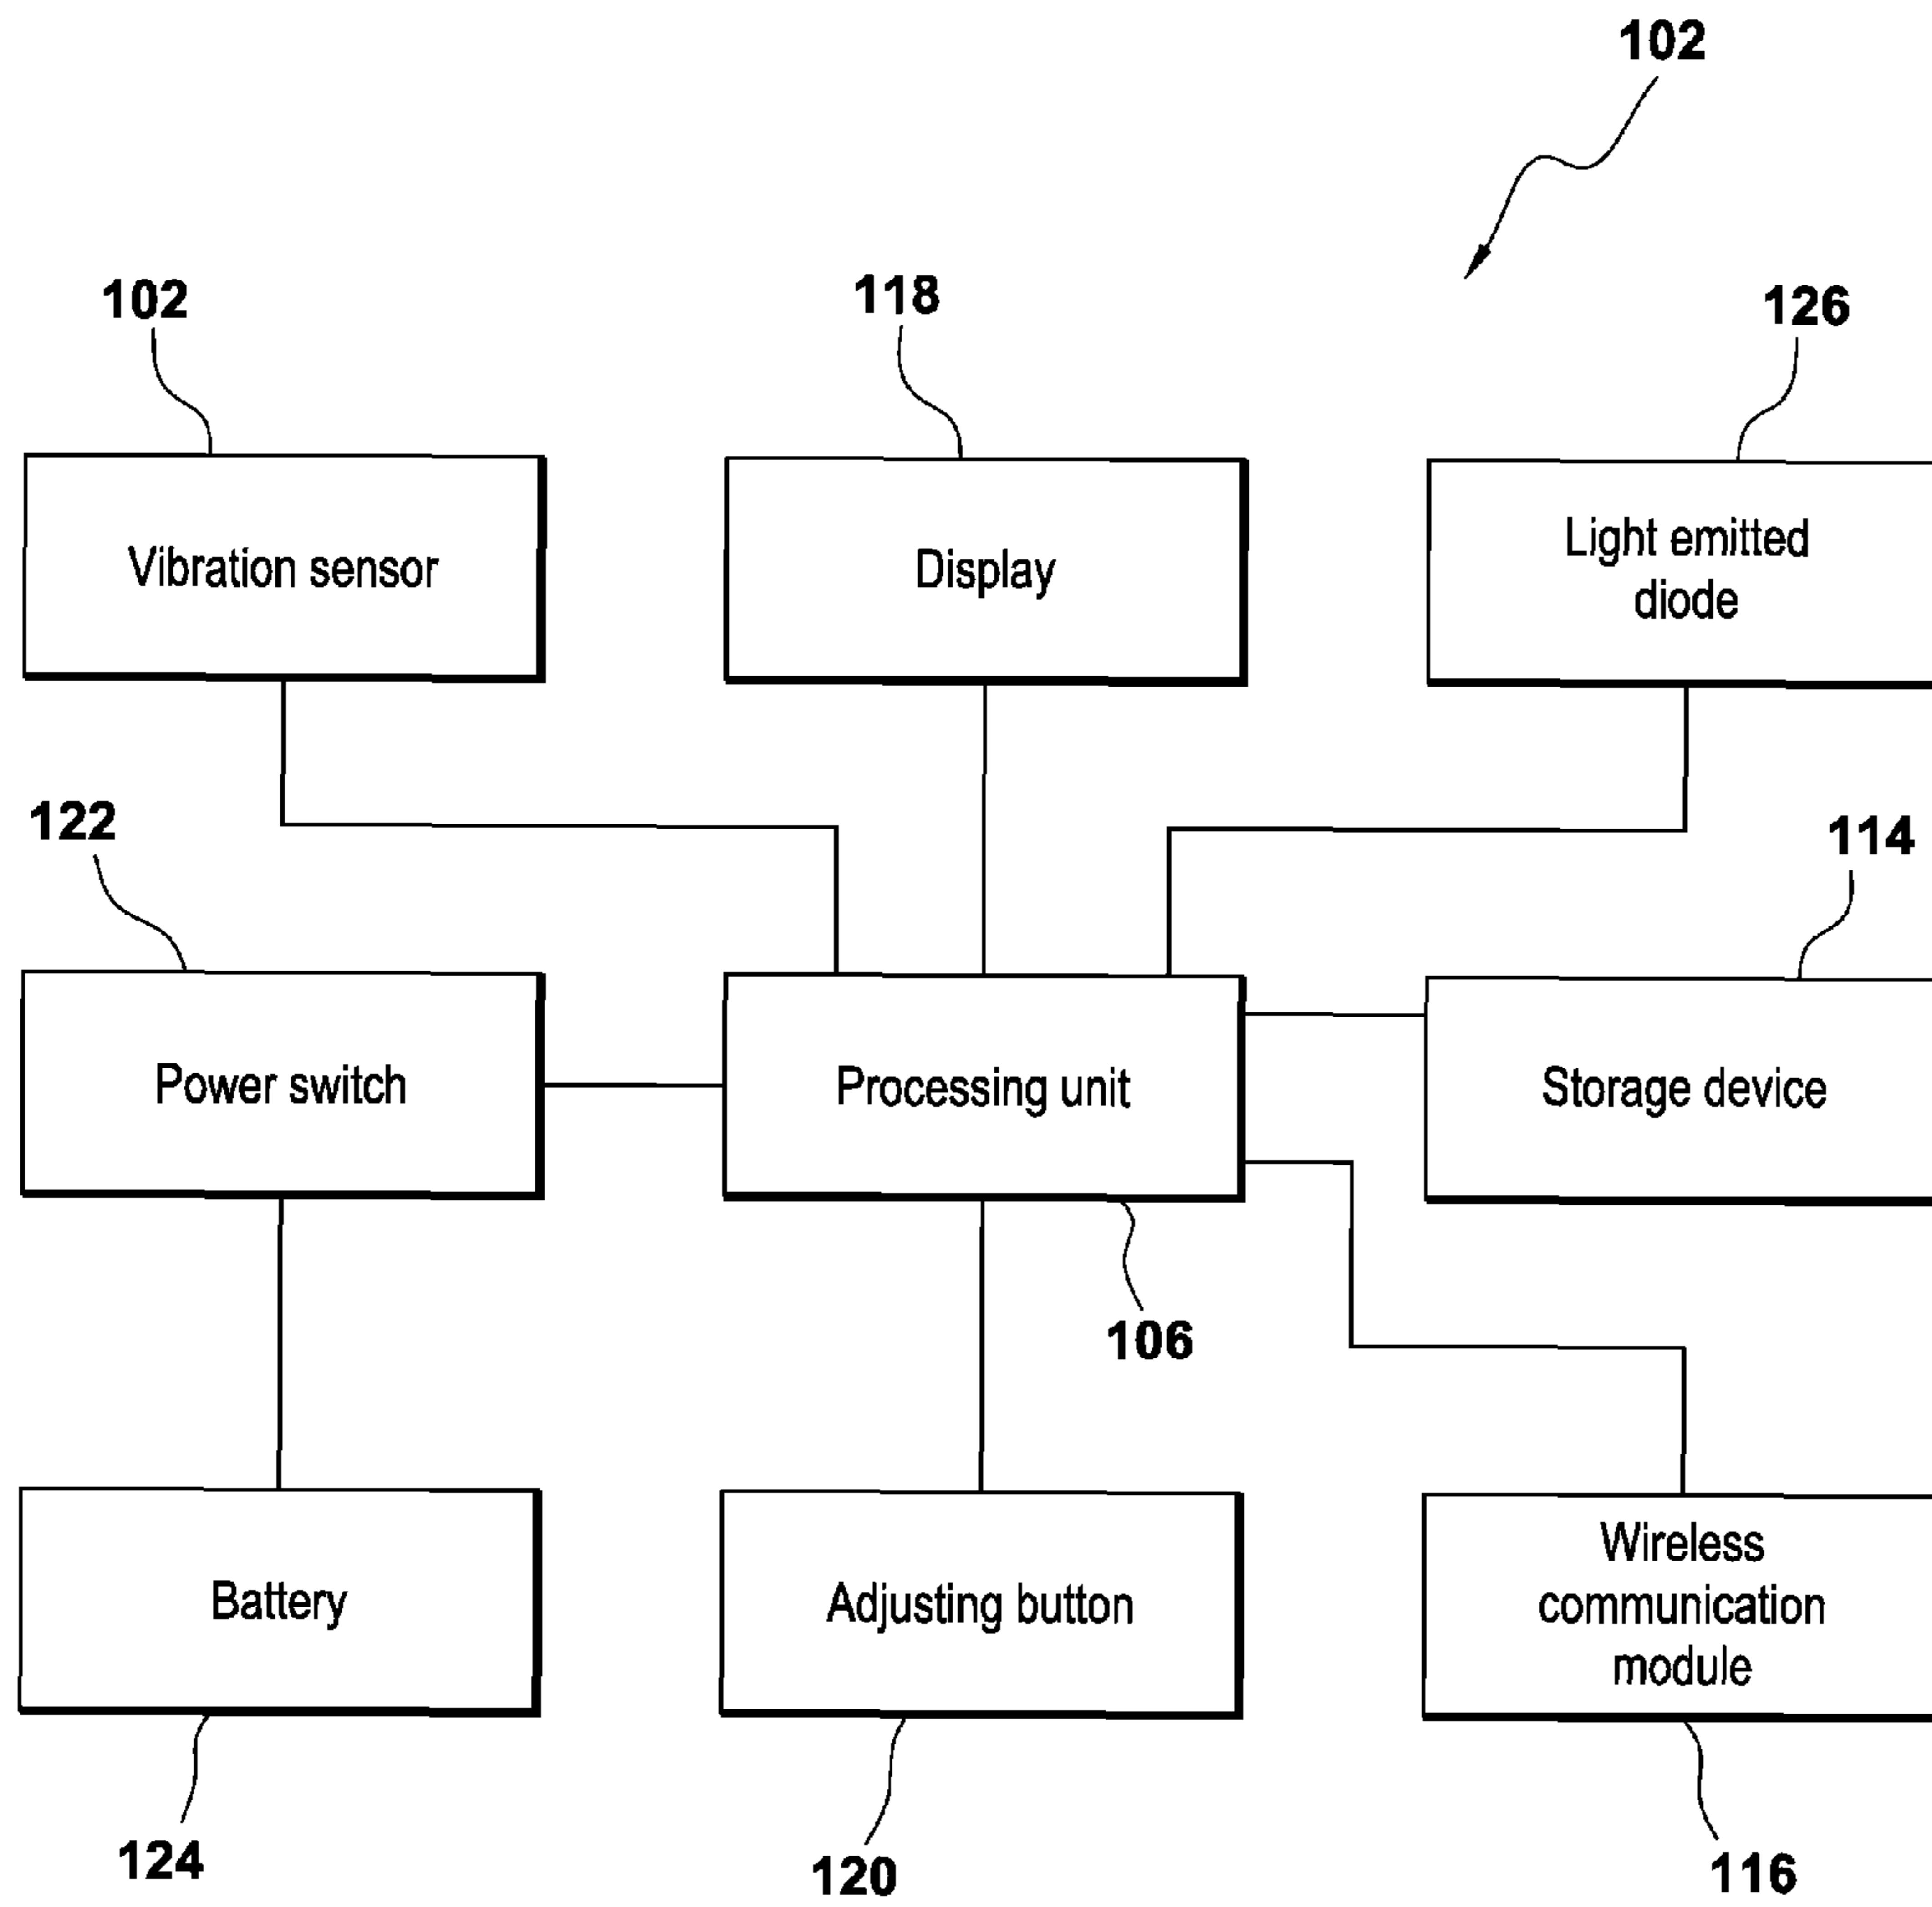 102
102
118
126
Vibration sensor
Display
Light emitted
diode
122
114
Power switch
Processing unit
Storage device
106
Battery
Adjusting button
Wireless
communication
module
124
120
116